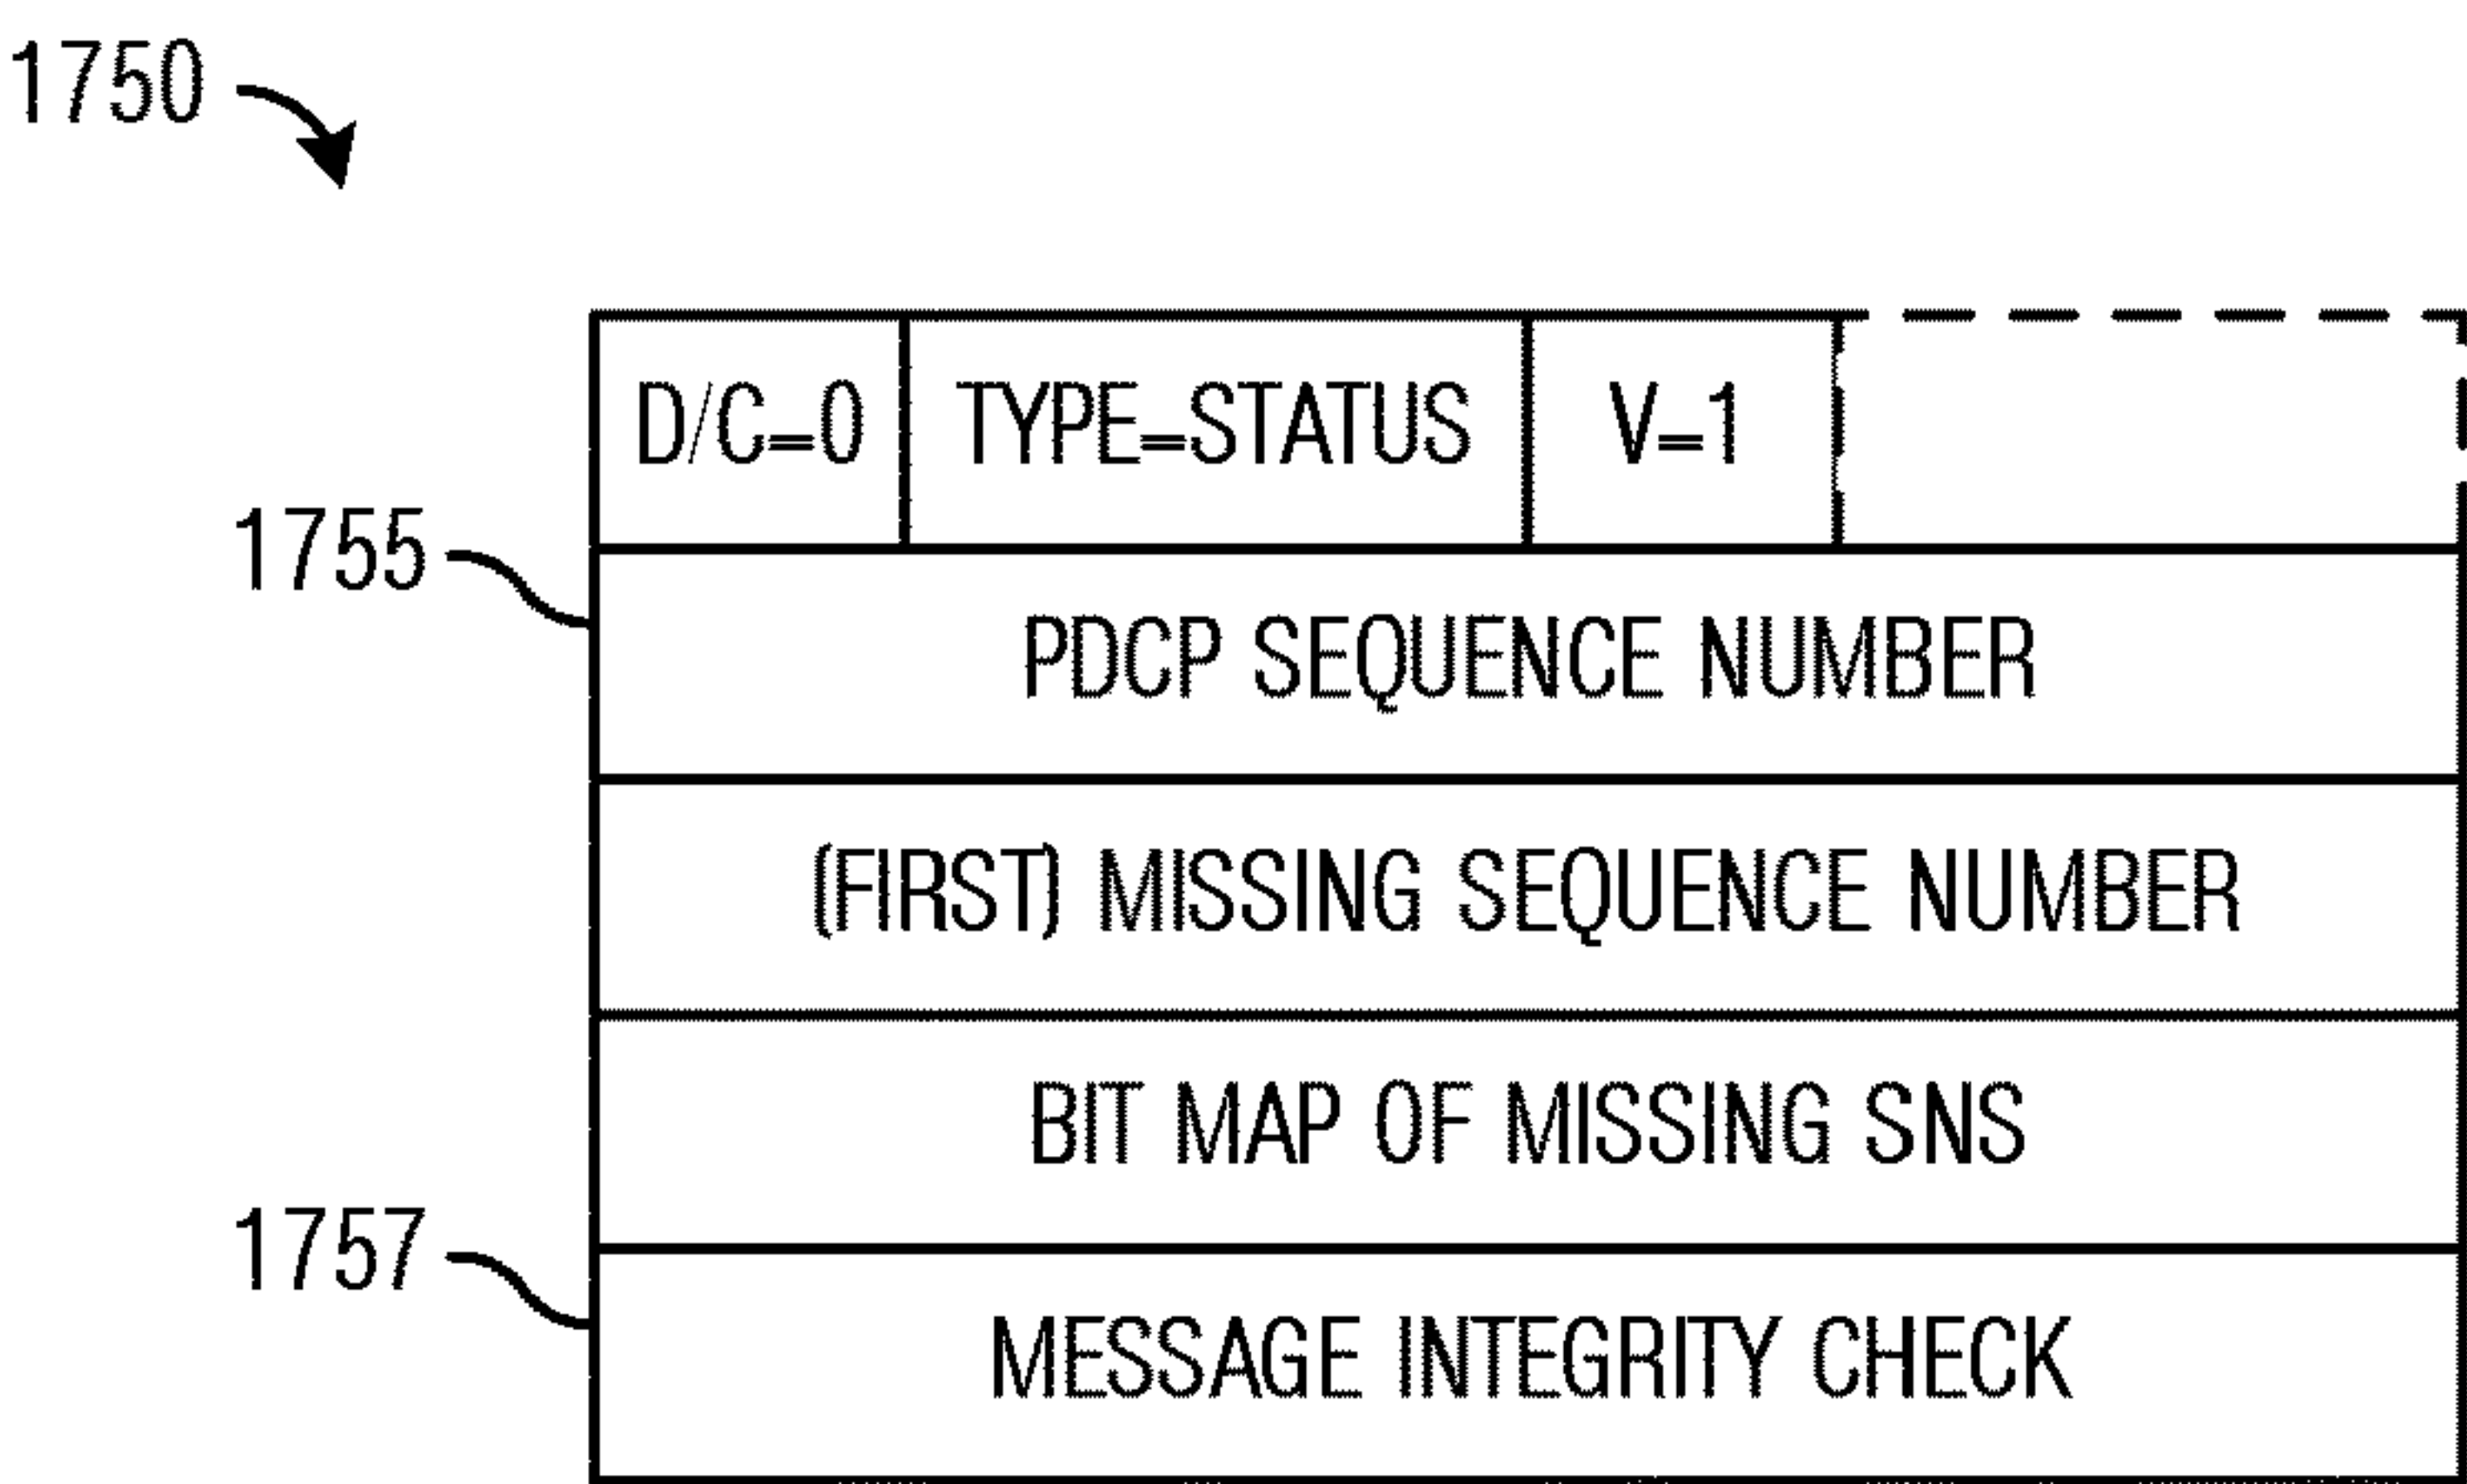 1750
D/C=0 TYPE=STATUS V=1
1755
PDCP SEQUENCE NUMBER
(FIRST) MISSING SEQUENCE NUMBER
BIT MAP OF MISSING SNS
1757
MESSAGE INTEGRITY CHECK